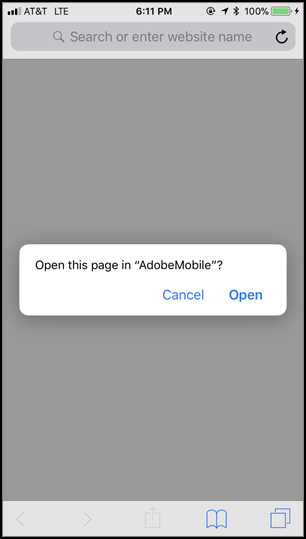 AT&T LTE 6:11 PM 100%
Search or enter website name
Open this page in “AdobeMobile”?
Cancel Open